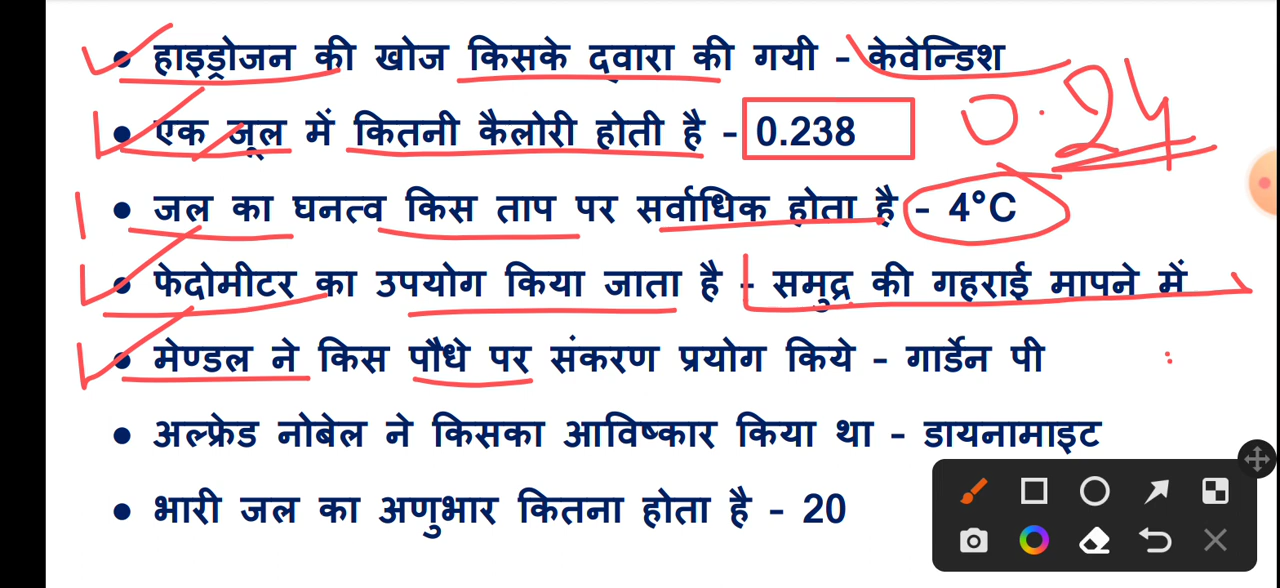 • हाइड्रोजन की खोज किसके दवारा की गयी - केवेन्डिश
• एक जूल में कितनी कैलोरी होती है - 0.238 0.24
• जल का घनत्व किस ताप पर सर्वाधिक होता है - 4°C
• फेदोमीटर का उपयोग किया जाता है - समुद्र की गहराई मापने में
• मेण्डल ने किस पौधे पर संकरण प्रयोग किये - गार्डेन पी
• अल्फ्रेड नोबेल ने किसका आविष्कार किया था - डायनामाइट
• भारी जल का अणुभार कितना होता है - 20